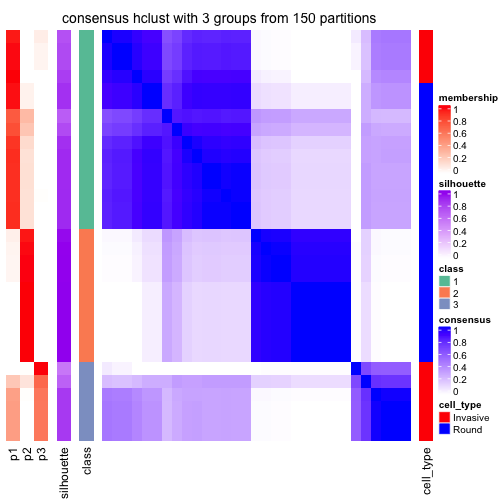 consensus hclust with 3 groups from 150 partitions
membership
1
0.8
0.6
0.4
0.2
0
silhouette
1
0.8
0.6
0.4
0.2
0
class
1
2
3
consensus
1
0.8
0.6
0.4
0.2
0
cell_type
Invasive
Round
p1
p2
p3
silhouette
class
cell_type